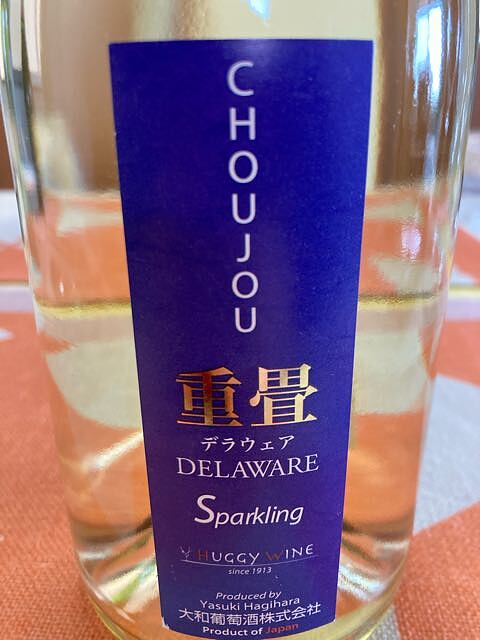 CHOUJOU
重畳
デラウェア
DELAWARE
Sparkling
HUGGY WINE
since 1913
Produced by
Yasuki Hagihara
大和葡萄酒株式会社
Product of Japan